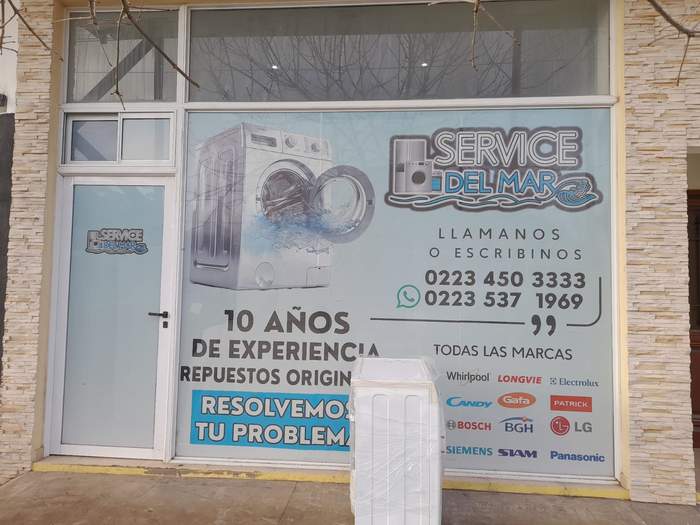 SERVICE
DEL MAR
SERVICE
DEL MAR
LLAMANOS
O ESCRIBINOS
0223 450 3333
0223 537 1969
10 AÑOS
DE EXPERIENCIA
REPUESTOS ORIGIN
RESOLVEMOS
TU PROBLEMA
TODAS LAS MARCAS
Whirlpool LONGVIE Electrolux
CANDY Gafa PATRICK
BOSCH BGH LG
SIEMENS SIAM Panasonic